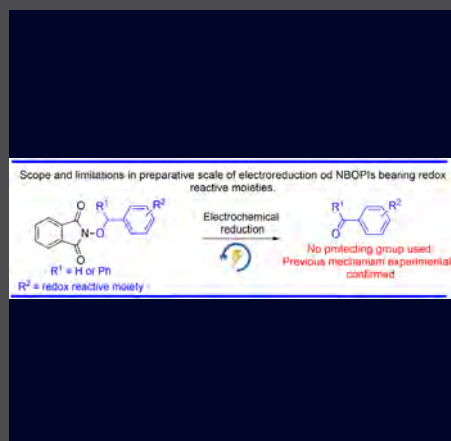 Scope and limitations in preparative scale of electroreduction od NBOPIs bearing redox
reactive moieties.
O
N
O
O
R¹
R²
R¹ = H or Ph
R² = redox reactive moiety
Electrochemical
reduction
R¹
R²
O
No protecting group used
Previous mechanism experimental
confirmed